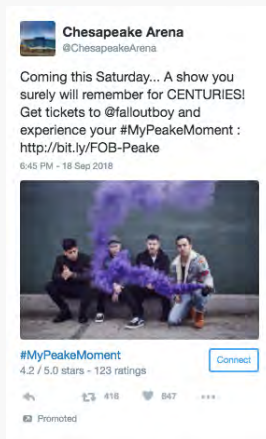 Chesapeake Arena
@ChesapeakeArena
Coming this Saturday... A show you
surely will remember for CENTURIES!
Get tickets to @falloutboy and
experience your #MyPeakeMoment :
http://bit.ly/FOB-Peake
6:45 PM - 18 Sep 2018
#MyPeakeMoment
4.2 / 5.0 stars - 123 ratings
Connect
418
847
Promoted